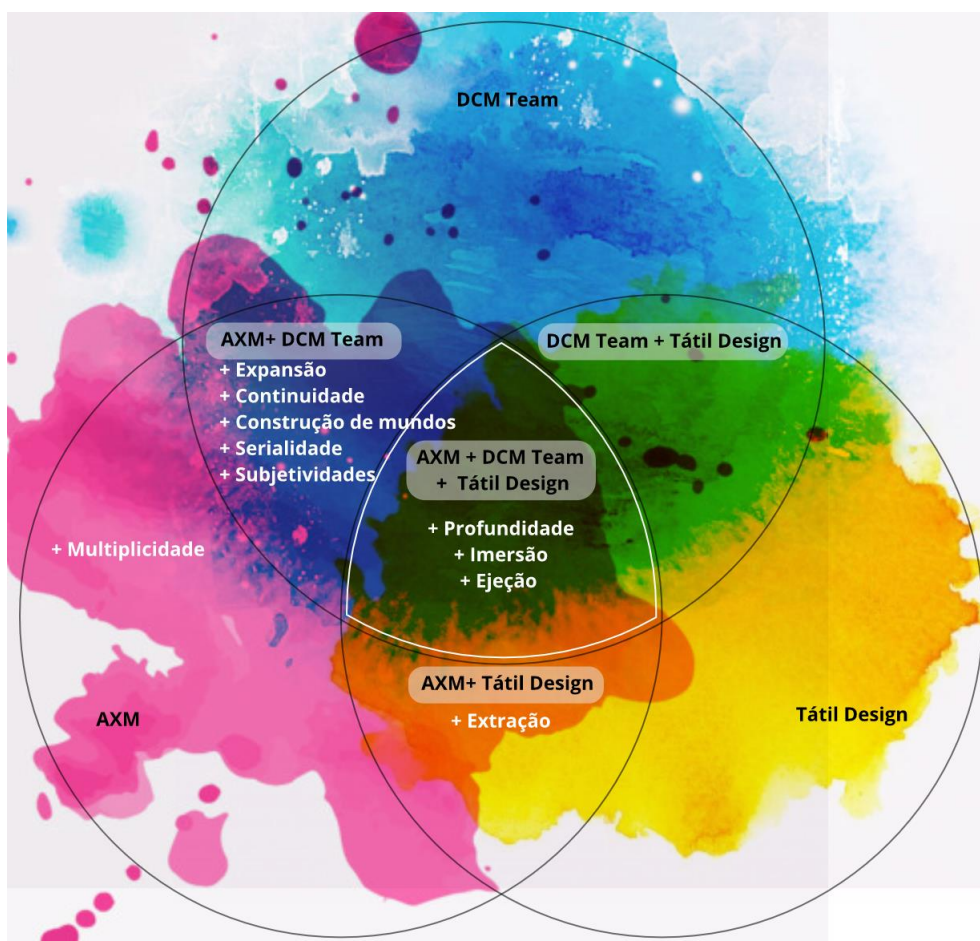 DCM Team
AXM+ DCM Team
+ Expansão
+ Continuidade
+ Construção de mundos
+ Serialidade
+ Subjetividades
DCM Team + Tátil Design
AXM + DCM Team
+ Tátil Design
+ Profundidade
+ Imersão
+ Ejeção
+ Multiplicidade
AXM+ Tátil Design
+ Extração
AXM
Tátil Design